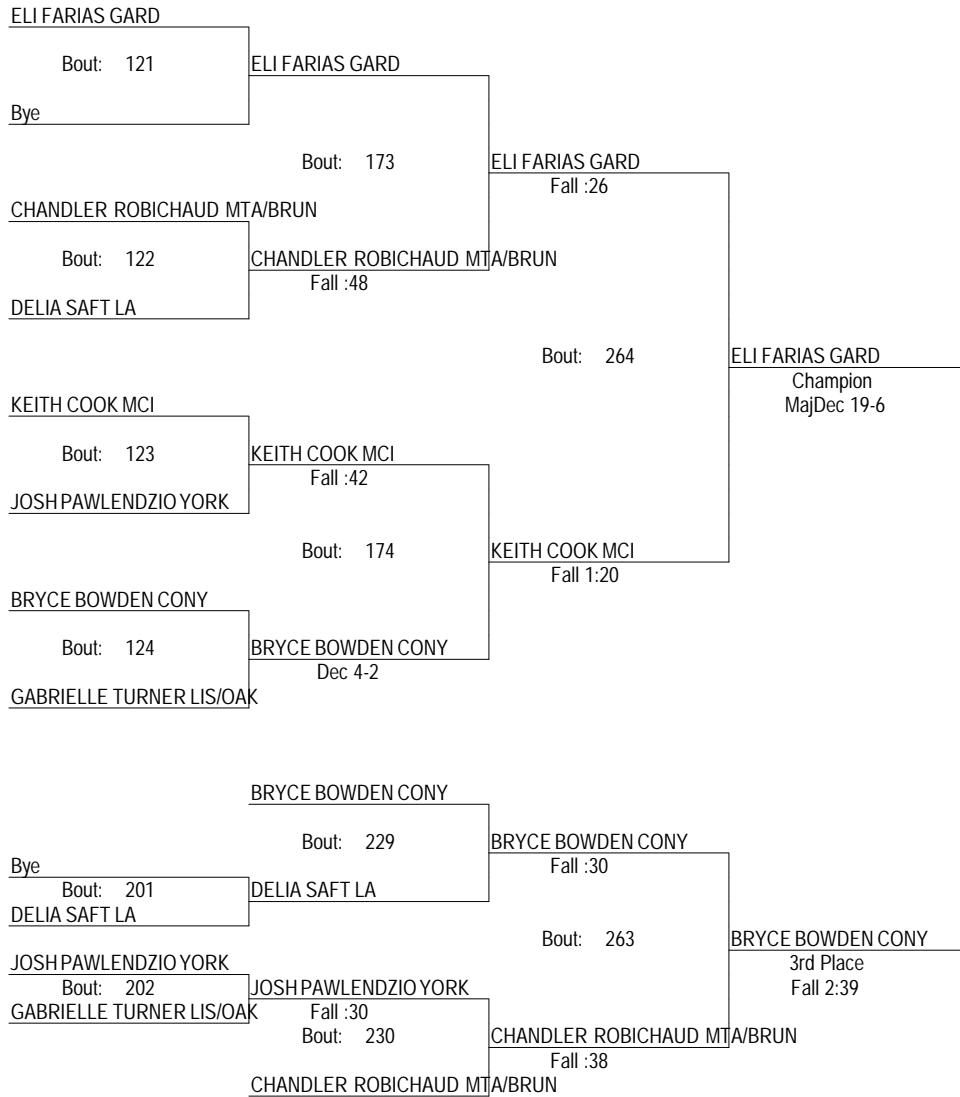 ELI FARIAS GARD
Bout: 121 ELI FARIAS GARD
Bye
Bout: 173 ELI FARIAS GARD
Fall :26
CHANDLER ROBICHAUD MTA/BRUN
Bout: 122 CHANDLER ROBICHAUD MTA/BRUN
Fall :48
DELIA SAFT LA
Bout: 264 ELI FARIAS GARD
Champion
MajDec 19-6
KEITH COOK MCI
Bout: 123 KEITH COOK MCI
Fall :42
JOSH PAWLENDZIO YORK
Bout: 174 KEITH COOK MCI
Fall 1:20
BRYCE BOWDEN CONY
Bout: 124 BRYCE BOWDEN CONY
Dec 4-2
GABRIELLE TURNER LIS/OAK
BRYCE BOWDEN CONY
Bout: 229 BRYCE BOWDEN CONY
Bye Fall :30
Bout: 201 DELIA SAFT LA
DELIA SAFT LA
Bout: 263 BRYCE BOWDEN CONY
JOSH PAWLENDZIO YORK 3rd Place
Bout: 202 JOSH PAWLENDZIO YORK Fall 2:39
GABRIELLE TURNER LIS/OAK Fall :30
Bout: 230 CHANDLER ROBICHAUD MTA/BRUN
Fall :38
CHANDLER ROBICHAUD MTA/BRUN